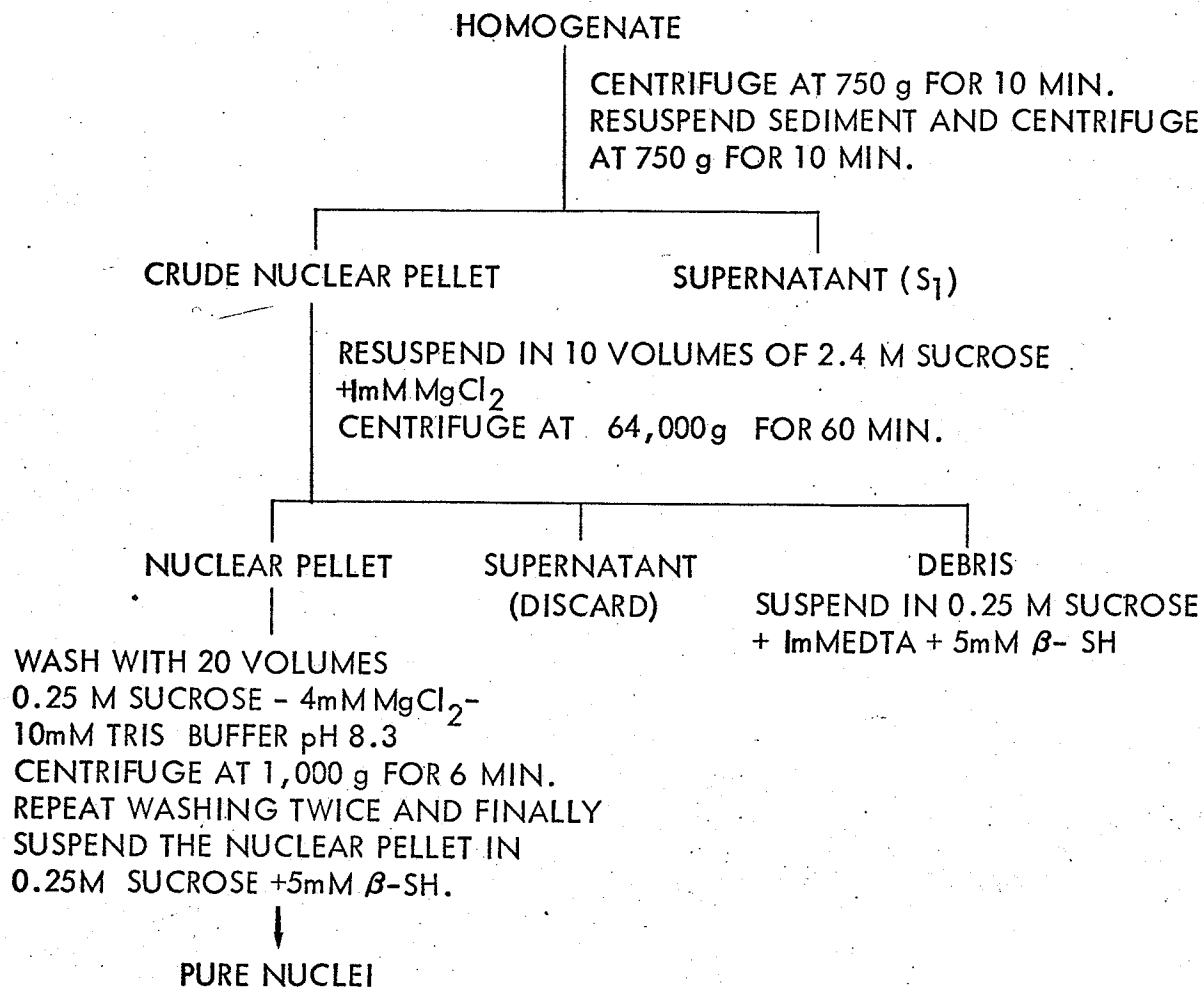 HOMOGENATE
CENTRIFUGE AT 750 g FOR 10 MIN.
RESUSPEND SEDIMENT AND CENTRIFUGE
AT 750 g FOR 10 MIN.
CRUDE NUCLEAR PELLET
SUPERNATANT (S1)
RESUSPEND IN 10 VOLUMES OF 2.4 M SUCROSE
+1mM MgCl2
CENTRIFUGE AT 64,000g FOR 60 MIN.
NUCLEAR PELLET
SUPERNATANT
(DISCARD)
DEBRIS
SUSPEND IN 0.25 M SUCROSE
+ 1mMEDTA + 5mM β- SH
WASH WITH 20 VOLUMES
0.25 M SUCROSE - 4mM MgCl2-
10mM TRIS BUFFER pH 8.3
CENTRIFUGE AT 1,000 g FOR 6 MIN.
REPEAT WASHING TWICE AND FINALLY
SUSPEND THE NUCLEAR PELLET IN
0.25M SUCROSE +5mM β-SH.
PURE NUCLEI